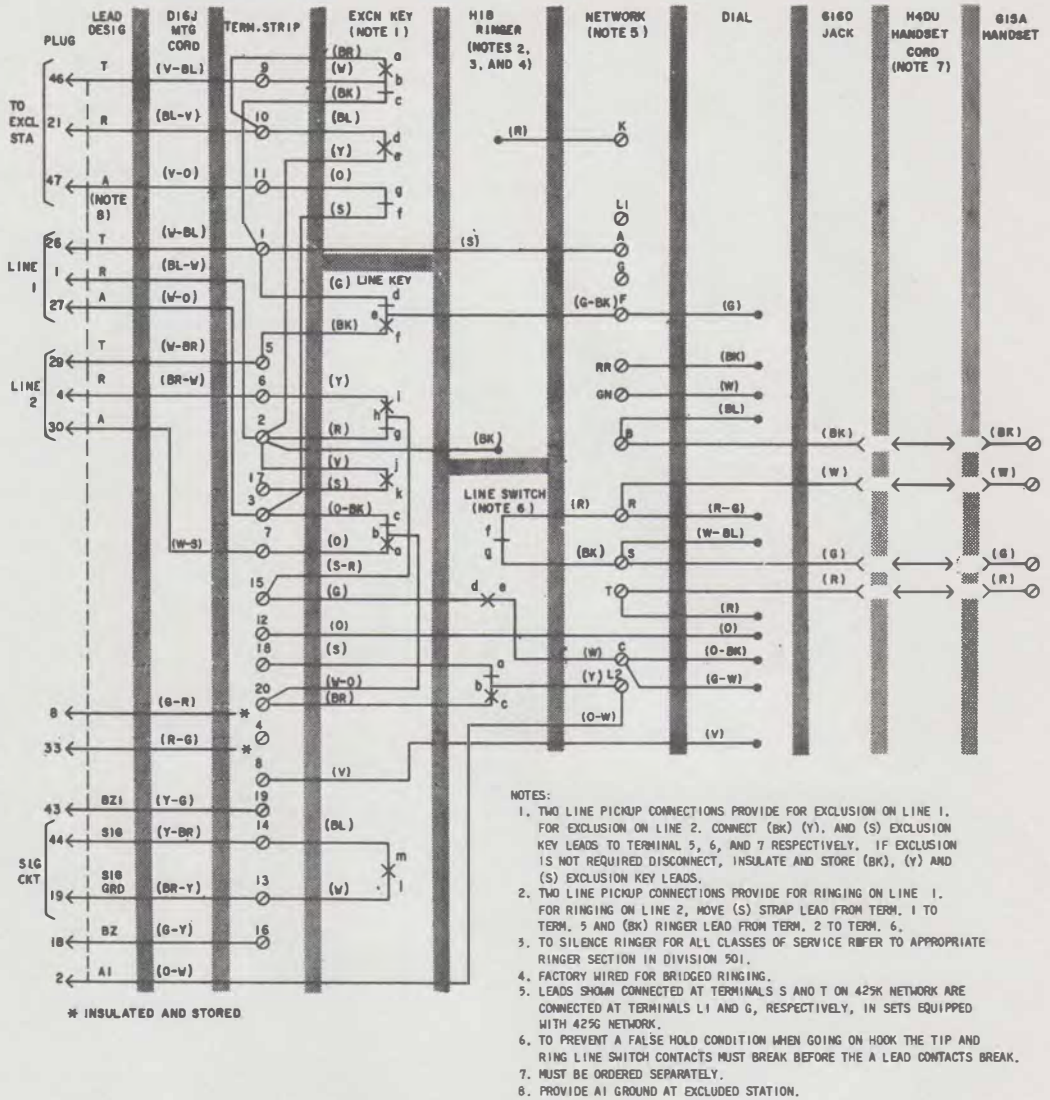 PLUG
LEAD DESIG
D16J MTG CORD
TERM. STRIP
EXCN KEY (NOTE 1)
H1B RINGER (NOTES 2, 3, AND 4)
NETWORK (NOTE 5)
DIAL
616D JACK
H4DU HANDSET CORD (NOTE 7)
G15A HANDSET
TO EXCL STA
46 T (V-BL) 9 (BR) a
(W) b
(BK) c
21 R (BL-V) 10 (BL) d
(Y) e
(R) K
47 A (V-O) 11 (O) g
(NOTE 8)
(S) f
L1
LINE 1
26 T (W-BL) 1 (S) A
1 R (BL-W) G
(G) LINE KEY d
27 A (W-O) e (G-BK) F (G)
(BK) f
LINE 2
29 T (W-BR) 5 RR (BK)
4 R (BR-W) 6 (Y) i GN (W)
h (BL)
30 A 2 (R) g (BK) B (BK) (BK)
(V) j
17 (S) k (W) (W)
LINE SWITCH (NOTE 6)
3 (O-BK) c (R) R (R-G)
f (W-BL)
(W-S) 7 b (O) a g (BK) S (G) (G)
(S-R)
15 (G) d e T (R) (R)
(R)
12 (O) (O)
18 (S) a (W) C (O-BK)
(W-O) b (Y) L2 (G-W)
20 (BR) c
8 (G-R) * (O-W)
4
33 (R-G) * (V)
8 (V)
43 BZ1 (Y-G) 19
SIG CKT
44 SIG (Y-BR) 14 (BL)
m
l
19 SIG GRD (BR-Y) 13 (W)
18 BZ (G-Y) 16
2 A1 (O-W)
* INSULATED AND STORED
NOTES:
1. TWO LINE PICKUP CONNECTIONS PROVIDE FOR EXCLUSION ON LINE 1.
FOR EXCLUSION ON LINE 2. CONNECT (BK) (Y), AND (S) EXCLUSION
KEY LEADS TO TERMINAL 5, 6, AND 7 RESPECTIVELY. IF EXCLUSION
IS NOT REQUIRED DISCONNECT, INSULATE AND STORE (BK), (Y) AND
(S) EXCLUSION KEY LEADS.
2. TWO LINE PICKUP CONNECTIONS PROVIDE FOR RINGING ON LINE 1.
FOR RINGING ON LINE 2, MOVE (S) STRAP LEAD FROM TERM. 1 TO
TERM. 5 AND (BK) RINGER LEAD FROM TERM. 2 TO TERM. 6.
3. TO SILENCE RINGER FOR ALL CLASSES OF SERVICE REFER TO APPROPRIATE
RINGER SECTION IN DIVISION 501.
4. FACTORY WIRED FOR BRIDGED RINGING.
5. LEADS SHOWN CONNECTED AT TERMINALS S AND T ON 425K NETWORK ARE
CONNECTED AT TERMINALS L1 AND G, RESPECTIVELY, IN SETS EQUIPPED
WITH 425G NETWORK.
6. TO PREVENT A FALSE HOLD CONDITION WHEN GOING ON HOOK THE TIP AND
RING LINE SWITCH CONTACTS MUST BREAK BEFORE THE A LEAD CONTACTS BREAK.
7. MUST BE ORDERED SEPARATELY.
8. PROVIDE A1 GROUND AT EXCLUDED STATION.